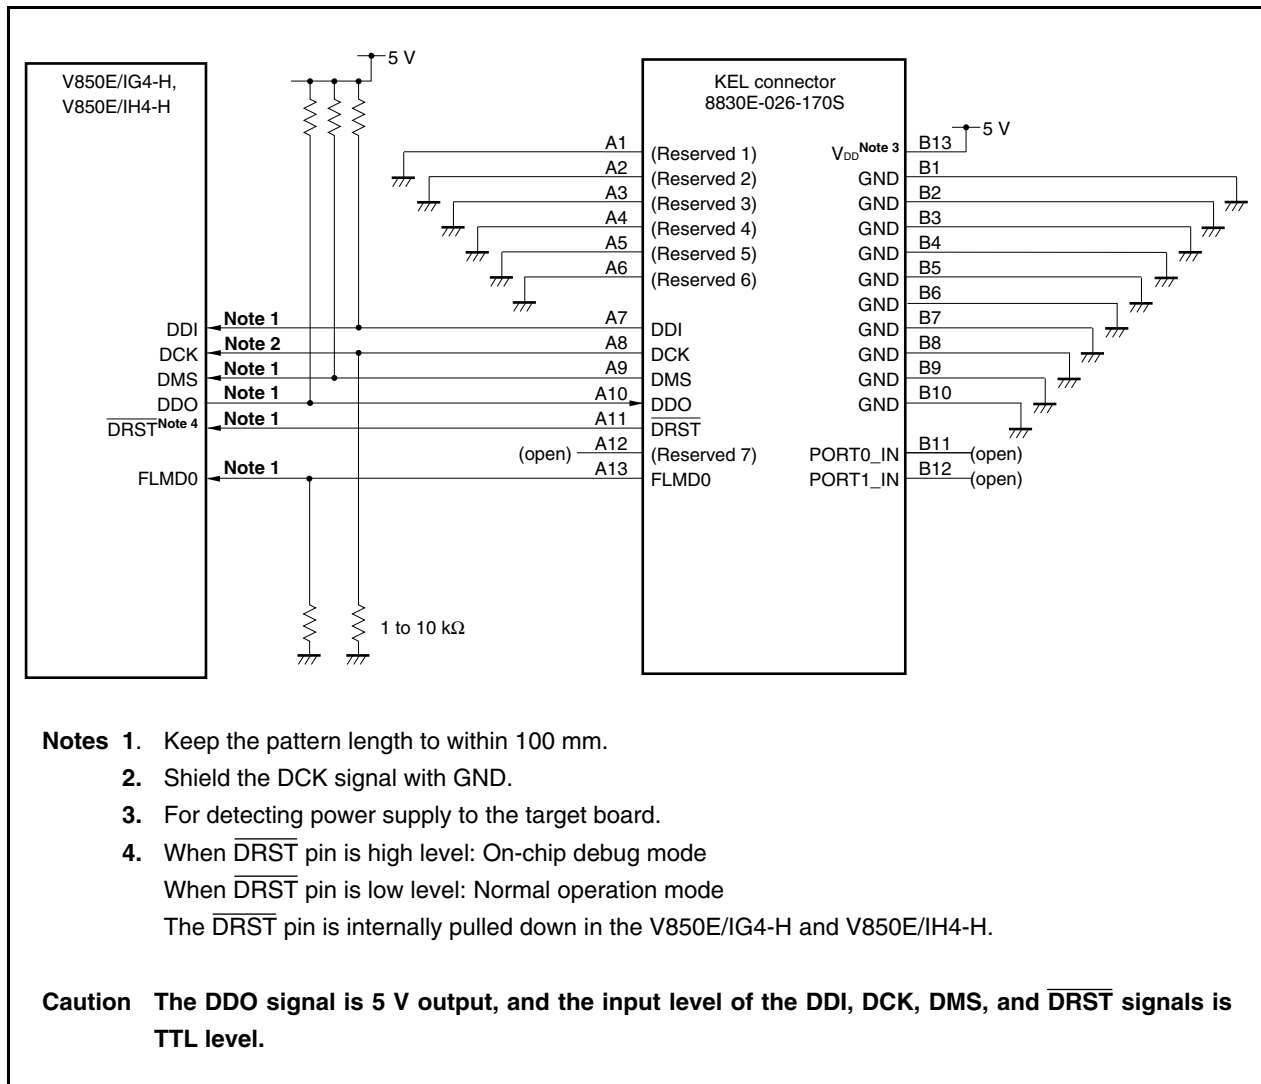 5 V
V850E/IG4-H,
V850E/IH4-H
KEL connector
8830E-026-170S
5 V
A1 (Reserved 1) VDD Note 3 B13
A2 (Reserved 2) GND B1
A3 (Reserved 3) GND B2
A4 (Reserved 4) GND B3
A5 (Reserved 5) GND B4
A6 (Reserved 6) GND B5
GND B6
DDI Note 1 A7 DDI GND B7
DCK Note 2 A8 DCK GND B8
DMS Note 1 A9 DMS GND B9
DDO Note 1 A10 DDO GND B10
DRST Note 4 Note 1 A11 DRST
(open) A12 (Reserved 7) PORT0_IN B11 (open)
FLMD0 Note 1 A13 FLMD0 PORT1_IN B12 (open)
1 to 10 kΩ
Notes 1. Keep the pattern length to within 100 mm.
2. Shield the DCK signal with GND.
3. For detecting power supply to the target board.
4. When DRST pin is high level: On-chip debug mode
When DRST pin is low level: Normal operation mode
The DRST pin is internally pulled down in the V850E/IG4-H and V850E/IH4-H.
Caution The DDO signal is 5 V output, and the input level of the DDI, DCK, DMS, and DRST signals is
TTL level.